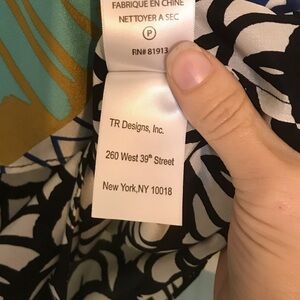 FABRIQUE EN CHINE
NETTOYER A SEC
P
RN# 81913
TR Designs, Inc.
260 West 39th Street
New York,NY 10018